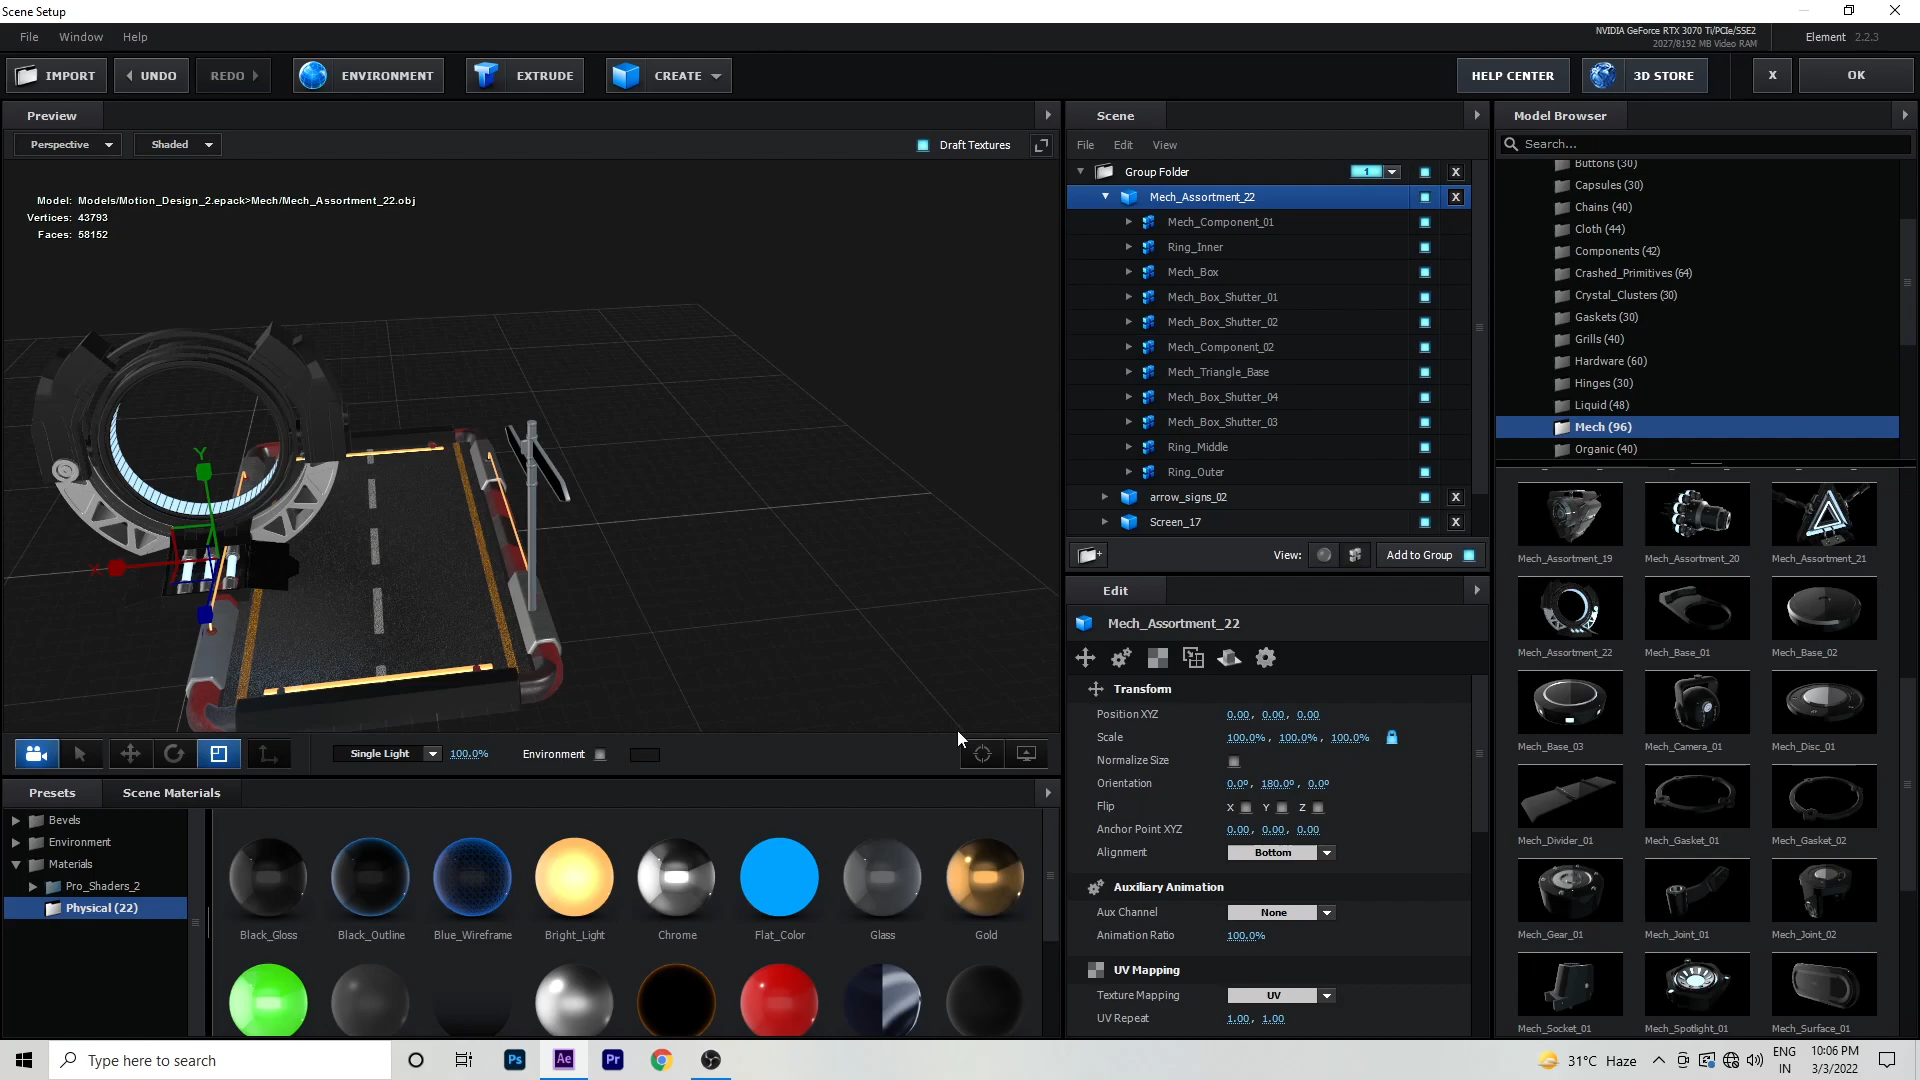 Scene Setup
File Window Help
NVIDIA GeForce RTX 3070 Ti/PCIe/SSE2
2027/8192 MB Video RAM
Element 2.2.3
IMPORT UNDO REDO ENVIRONMENT EXTRUDE CREATE HELP CENTER 3D STORE X OK
Preview
Perspective Shaded Draft Textures
Model: Models/Motion_Design_2.epack>Mech/Mech_Assortment_22.obj
Vertices: 43793
Faces: 58152
Y
X
Single Light 100.0% Environment
Scene
File Edit View
Group Folder 1 X
Mech_Assortment_22 X
Mech_Component_01
Ring_Inner
Mech_Box
Mech_Box_Shutter_01
Mech_Box_Shutter_02
Mech_Component_02
Mech_Triangle_Base
Mech_Box_Shutter_04
Mech_Box_Shutter_03
Ring_Middle
Ring_Outer
arrow_signs_02 X
Screen_17 X
View: Add to Group
Edit
Mech_Assortment_22
Transform
Position XYZ 0.00, 0.00, 0.00
Scale 100.0%, 100.0%, 100.0%
Normalize Size
Orientation 0.0º, 180.0º, 0.0º
Flip X Y Z
Anchor Point XYZ 0.00, 0.00, 0.00
Alignment Bottom
Auxiliary Animation
Aux Channel None
Animation Ratio 100.0%
UV Mapping
Texture Mapping UV
UV Repeat 1.00, 1.00
Model Browser
Search...
Buttons (30)
Capsules (30)
Chains (40)
Cloth (44)
Components (42)
Crashed_Primitives (64)
Crystal_Clusters (30)
Gaskets (30)
Grills (40)
Hardware (60)
Hinges (30)
Liquid (48)
Mech (96)
Organic (40)
Mech_Assortment_19 Mech_Assortment_20 Mech_Assortment_21
Mech_Assortment_22 Mech_Base_01 Mech_Base_02
Mech_Base_03 Mech_Camera_01 Mech_Disc_01
Mech_Divider_01 Mech_Gasket_01 Mech_Gasket_02
Mech_Gear_01 Mech_Joint_01 Mech_Joint_02
Mech_Socket_01 Mech_Spotlight_01 Mech_Surface_01
Presets Scene Materials
Bevels
Environment
Materials
Pro_Shaders_2
Physical (22)
Black_Gloss Black_Outline Blue_Wireframe Bright_Light Chrome Flat_Color Glass Gold
Type here to search
Ps Ae Pr
31°C Haze
ENG
IN
10:06 PM
3/3/2022